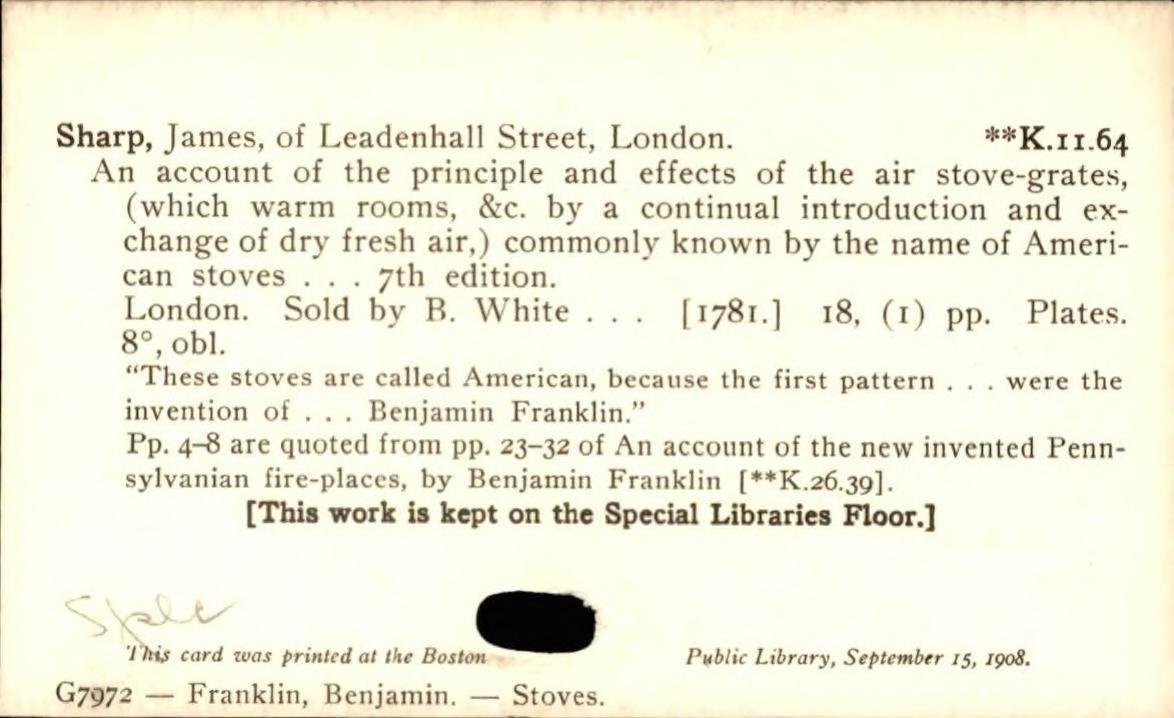 Sharp, James, of Leadenhall Street, London. **K.11.64
An account of the principle and effects of the air stove-grates,
(which warm rooms, &c. by a continual introduction and ex-
change of dry fresh air,) commonly known by the name of Ameri-
can stoves . . . 7th edition.
London. Sold by B. White . . . [1781.] 18, (1) pp. Plates.
8°, obl.
"These stoves are called American, because the first pattern . . . were the
invention of . . . Benjamin Franklin."
Pp. 4–8 are quoted from pp. 23–32 of An account of the new invented Penn-
sylvanian fire-places, by Benjamin Franklin [**K.26.39].
[This work is kept on the Special Libraries Floor.]
This card was printed at the Boston Public Library, September 15, 1908.
G7972 — Franklin, Benjamin. — Stoves.